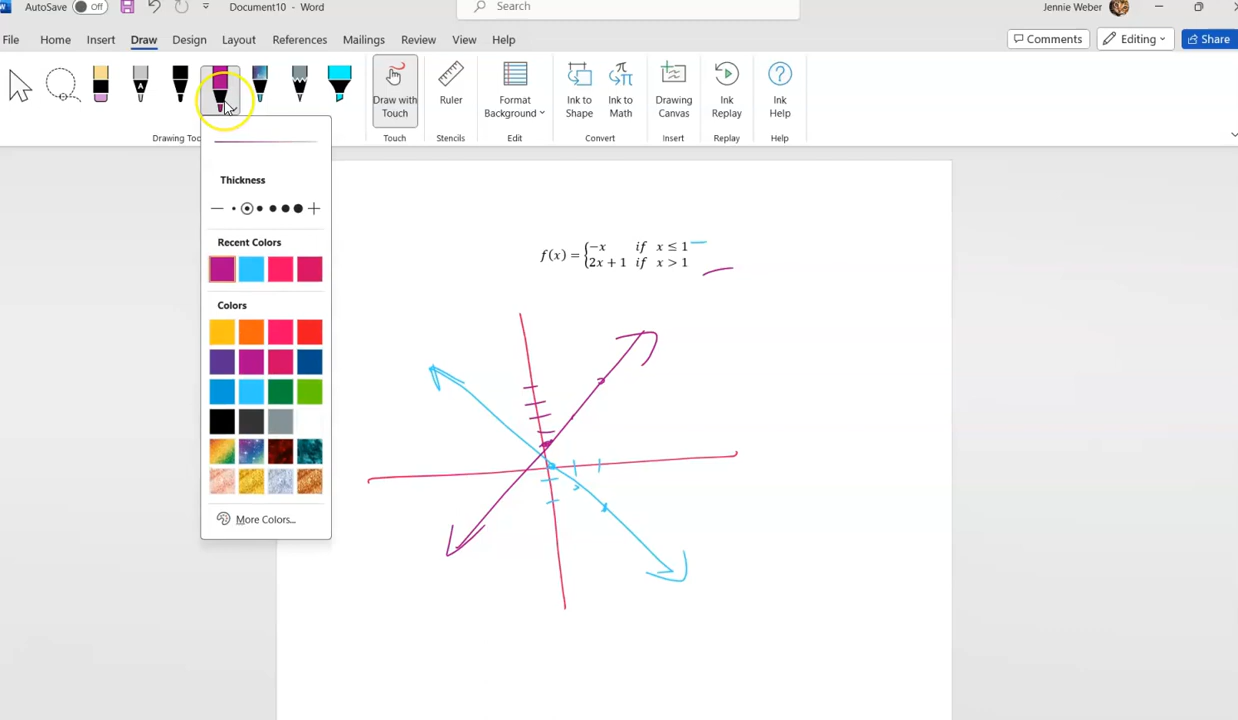 AutoSave Off Document10 - Word Search Jennie Weber
File Home Insert Draw Design Layout References Mailings Review View Help Comments Editing Share
A
Draw with Touch Ruler Format Background Ink to Shape Ink to Math Drawing Canvas Ink Replay Ink Help
Touch Stencils Edit Convert Insert Replay Help
Thickness
Recent Colors
Colors
More Colors...
f(x) = {−x if x ≤ 1
{2x + 1 if x > 1